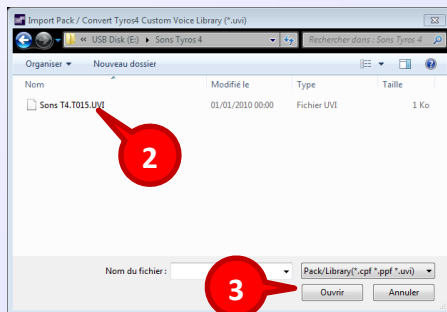 Import Pack / Convert Tyros4 Custom Voice Library (*.uvi)
« USB Disk (E:) ▸ Sons Tyros 4
Rechercher dans : Sons Tyros 4
Organiser ▾ Nouveau dossier
Nom Modifié le Type Taille
Sons T4.T015.UVI 01/01/2010 00:00 Fichier UVI 1 Ko
2
Nom du fichier : Pack/Library(*.cpf *.ppf *.uvi)
3
Ouvrir Annuler